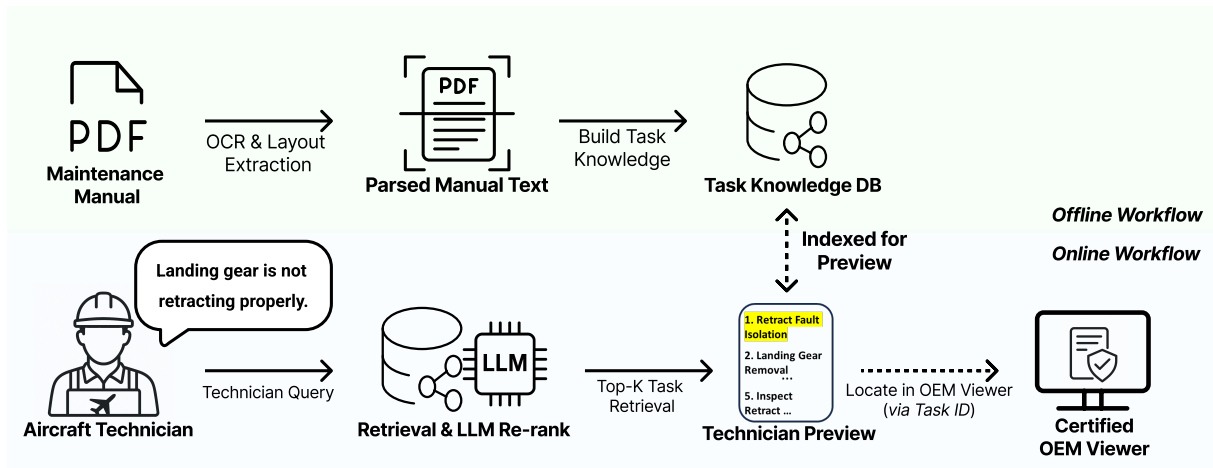 PDF
Maintenance
Manual
OCR & Layout
Extraction
PDF
Parsed Manual Text
Build Task
Knowledge
Task Knowledge DB
Offline Workflow
Online Workflow
Indexed for
Preview
Landing gear is not
retracting properly.
Aircraft Technician
Technician Query
LLM
Retrieval & LLM Re-rank
Top-K Task
Retrieval
1. Retract Fault
Isolation
2. Landing Gear
Removal
...
5. Inspect
Retract ...
Technician Preview
Locate in OEM Viewer
(via Task ID)
Certified
OEM Viewer